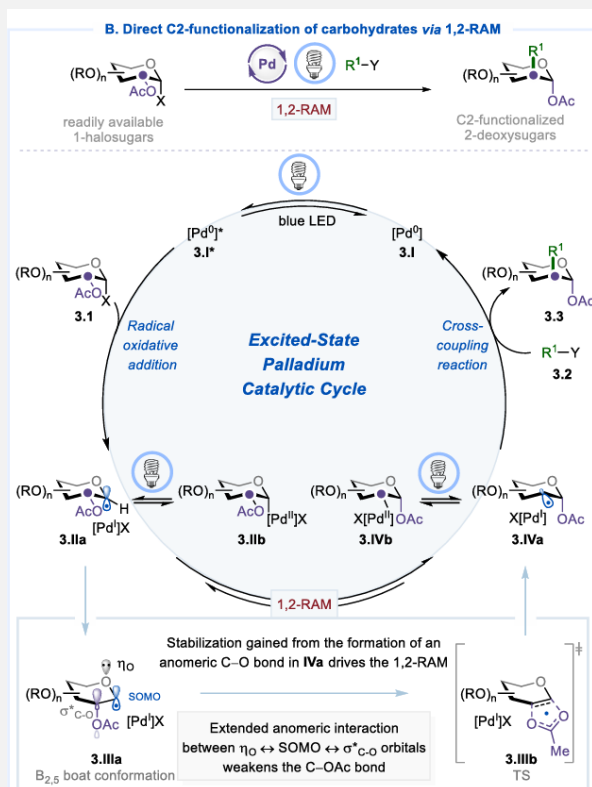 B. Direct C2-functionalization of carbohydrates via 1,2-RAM
(RO)n O AcO X
Pd R¹–Y
1,2-RAM
(RO)n R¹ O OAc
readily available
1-halosugars
C2-functionalized
2-deoxysugars
blue LED
[Pd⁰]*
3.I*
[Pd⁰]
3.I
(RO)n O AcO X
3.1
(RO)n R¹ O OAc
3.3
Radical
oxidative
addition
Excited-State
Palladium
Catalytic Cycle
Cross-
coupling
reaction
R¹–Y
3.2
(RO)n O AcO H
[Pdᴵ]X
3.IIa
(RO)n O AcO [Pdᴵᴵ]X
3.IIb
(RO)n O X[Pdᴵᴵ] OAc
3.IVb
(RO)n O X[Pdᴵ] OAc
3.IVa
1,2-RAM
Stabilization gained from the formation of an
anomeric C–O bond in IVa drives the 1,2-RAM
(RO)n O ηO SOMO
σ*C-O
OAc [Pdᴵ]X
3.IIIa
B2,5 boat conformation
Extended anomeric interaction
between ηO ↔ SOMO ↔ σ*C-O orbitals
weakens the C–OAc bond
(RO)n O O O ‡
[Pdᴵ]X
Me
3.IIIb
TS